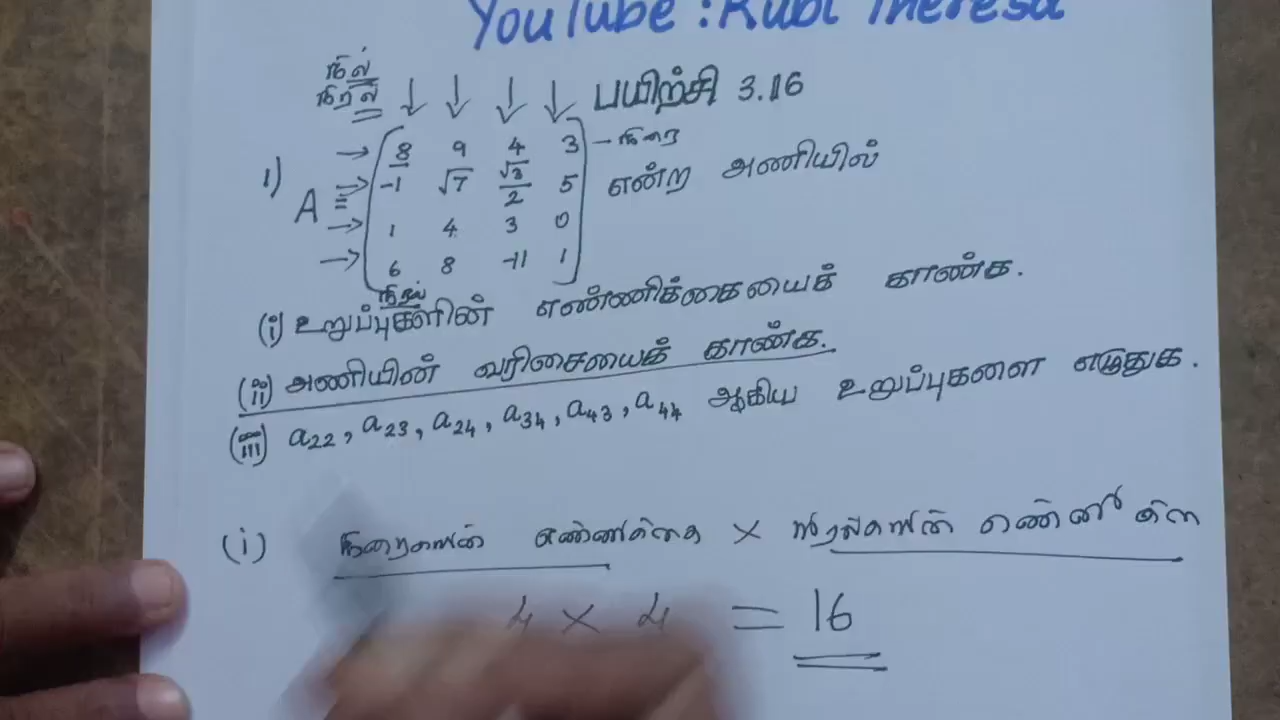 YouTube : Rubi Theresa
நில்
நிரல்
பயிற்சி 3.16
1) A = 8 9 4 3 – நிரை
-1 √7 √3/2 5 என்ற அணியில்
1 4 3 0
6 8 -11 1
நிரல்
(i) உறுப்புகளின் எண்ணிக்கையைக் காண்க.
(ii) அணியின் வரிசையைக் காண்க.
(iii) a22, a23, a24, a34, a43, a44 ஆகிய உறுப்புகளை எழுதுக.
(i) நிரைகளின் எண்ணிக்கை × நிரல்களின் எண்ணிக்கை
4 × 4 = 16